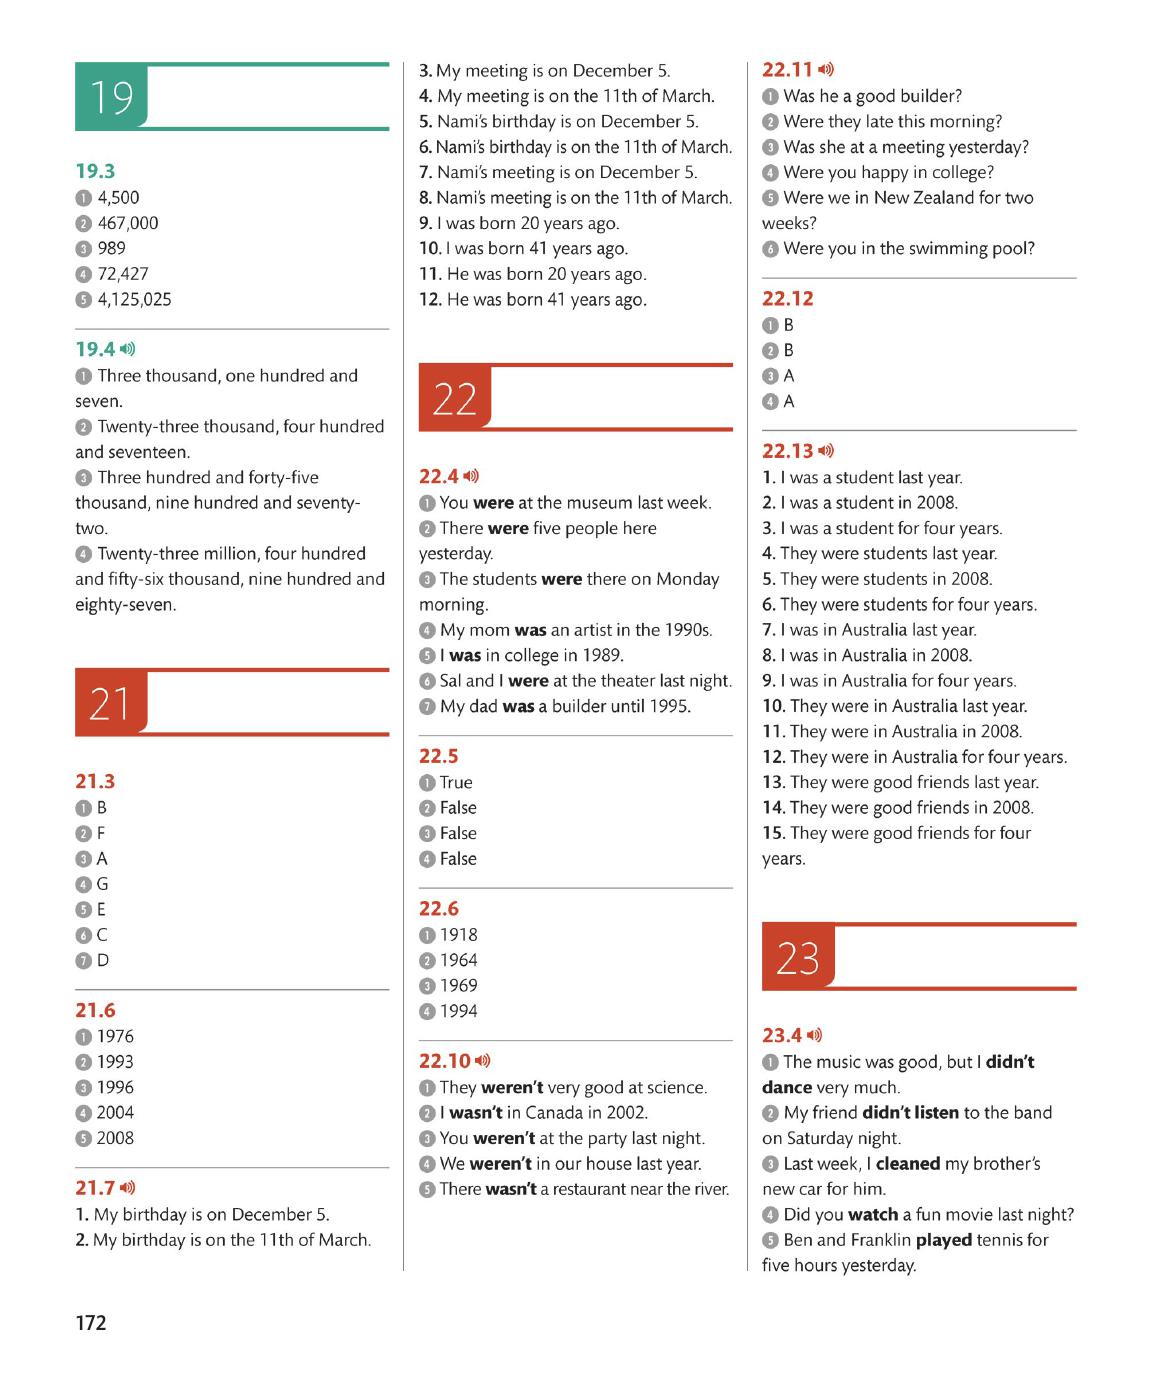 19
19.3
1 4,500
2 467,000
3 989
4 72,427
5 4,125,025
19.4
1 Three thousand, one hundred and
seven.
2 Twenty-three thousand, four hundred
and seventeen.
3 Three hundred and forty-five
thousand, nine hundred and seventy-
two.
4 Twenty-three million, four hundred
and fifty-six thousand, nine hundred and
eighty-seven.
21
21.3
1 B
2 F
3 A
4 G
5 E
6 C
7 D
21.6
1 1976
2 1993
3 1996
4 2004
5 2008
21.7
1. My birthday is on December 5.
2. My birthday is on the 11th of March.
3. My meeting is on December 5.
4. My meeting is on the 11th of March.
5. Nami's birthday is on December 5.
6. Nami's birthday is on the 11th of March.
7. Nami's meeting is on December 5.
8. Nami's meeting is on the 11th of March.
9. I was born 20 years ago.
10. I was born 41 years ago.
11. He was born 20 years ago.
12. He was born 41 years ago.
22
22.4
1 You were at the museum last week.
2 There were five people here
yesterday.
3 The students were there on Monday
morning.
4 My mom was an artist in the 1990s.
5 I was in college in 1989.
6 Sal and I were at the theater last night.
7 My dad was a builder until 1995.
22.5
1 True
2 False
3 False
4 False
22.6
1 1918
2 1964
3 1969
4 1994
22.10
1 They weren't very good at science.
2 I wasn't in Canada in 2002.
3 You weren't at the party last night.
4 We weren't in our house last year.
5 There wasn't a restaurant near the river.
22.11
1 Was he a good builder?
2 Were they late this morning?
3 Was she at a meeting yesterday?
4 Were you happy in college?
5 Were we in New Zealand for two
weeks?
6 Were you in the swimming pool?
22.12
1 B
2 B
3 A
4 A
22.13
1. I was a student last year.
2. I was a student in 2008.
3. I was a student for four years.
4. They were students last year.
5. They were students in 2008.
6. They were students for four years.
7. I was in Australia last year.
8. I was in Australia in 2008.
9. I was in Australia for four years.
10. They were in Australia last year.
11. They were in Australia in 2008.
12. They were in Australia for four years.
13. They were good friends last year.
14. They were good friends in 2008.
15. They were good friends for four
years.
23
23.4
1 The music was good, but I didn't
dance very much.
2 My friend didn't listen to the band
on Saturday night.
3 Last week, I cleaned my brother's
new car for him.
4 Did you watch a fun movie last night?
5 Ben and Franklin played tennis for
five hours yesterday.
172